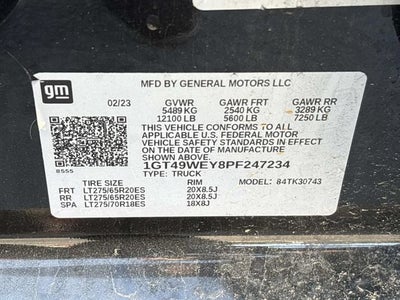 gm
MFD BY GENERAL MOTORS LLC
02/23 GVWR GAWR FRT GAWR RR
5489 KG 2540 KG 3289 KG
12100 LB 5600 LB 7250 LB
THIS VEHICLE CONFORMS TO ALL
APPLICABLE U.S. FEDERAL MOTOR
VEHICLE SAFETY STANDARDS IN EFFECT
ON THE DATE OF MANUFACTURE SHOWN ABOVE.
8555 1GT49WEY8PF247234
TYPE: TRUCK
TIRE SIZE RIM MODEL: 84TK30743
FRT LT275/65R20ES 20X8.5J
RR LT275/65R20ES 20X8.5J
SPA LT275/70R18ES 18X8J